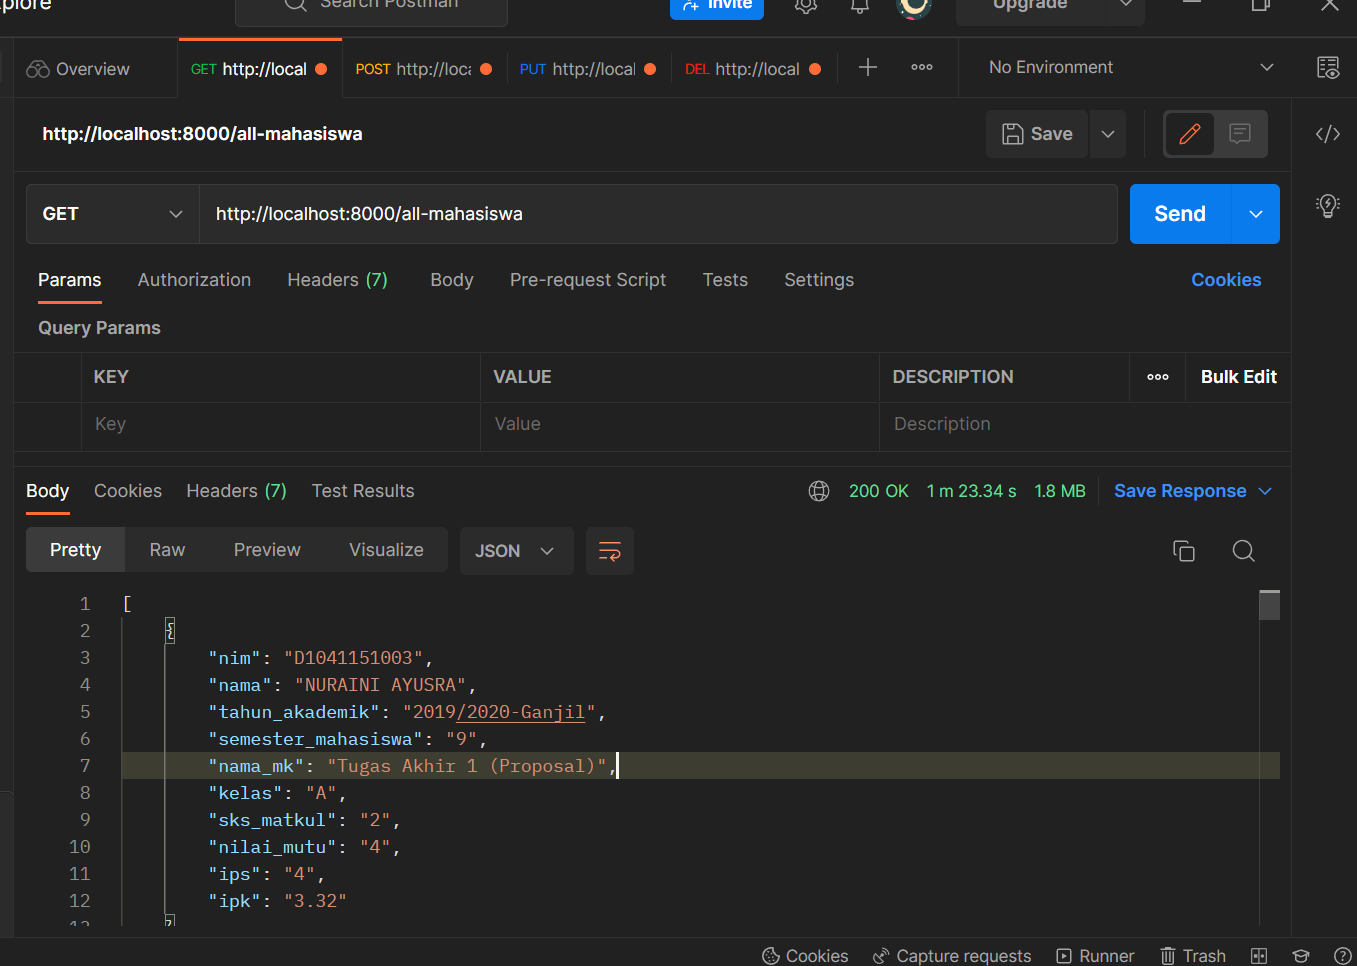 plore Search Postman Invite Upgrade
Overview GET http://local POST http://loca PUT http://local DEL http://local No Environment
http://localhost:8000/all-mahasiswa Save
GET http://localhost:8000/all-mahasiswa Send
Params Authorization Headers (7) Body Pre-request Script Tests Settings Cookies
Query Params
KEY VALUE DESCRIPTION Bulk Edit
Key Value Description
Body Cookies Headers (7) Test Results 200 OK 1 m 23.34 s 1.8 MB Save Response
Pretty Raw Preview Visualize JSON
1 [
2 {
3 "nim": "D1041151003",
4 "nama": "NURAINI AYUSRA",
5 "tahun_akademik": "2019/2020-Ganjil",
6 "semester_mahasiswa": "9",
7 "nama_mk": "Tugas Akhir 1 (Proposal)",
8 "kelas": "A",
9 "sks_matkul": "2",
10 "nilai_mutu": "4",
11 "ips": "4",
12 "ipk": "3.32"
Cookies Capture requests Runner Trash